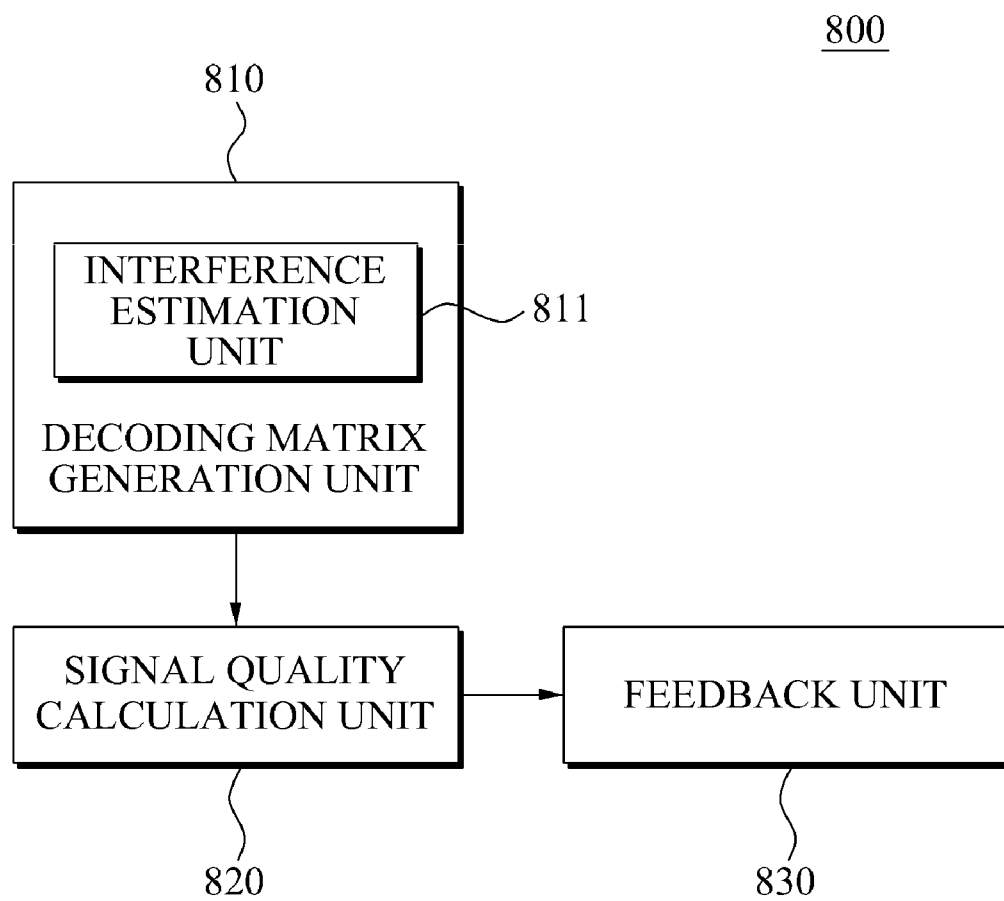 800
810
INTERFERENCE
ESTIMATION
UNIT
811
DECODING MATRIX
GENERATION UNIT
SIGNAL QUALITY
CALCULATION UNIT
FEEDBACK UNIT
820
830